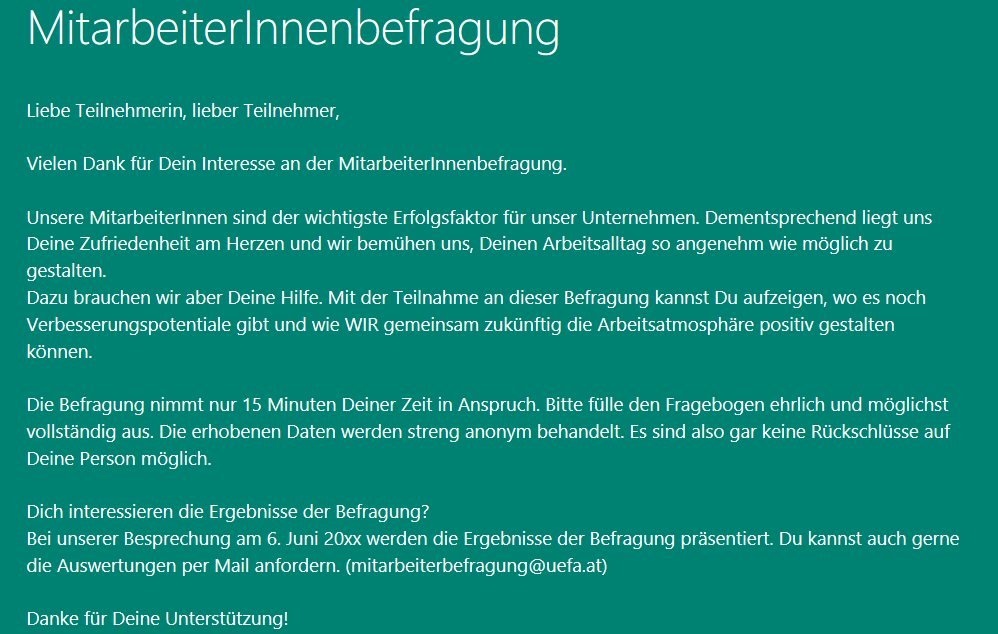 MitarbeiterInnenbefragung
Liebe Teilnehmerin, lieber Teilnehmer,
Vielen Dank für Dein Interesse an der MitarbeiterInnenbefragung.
Unsere MitarbeiterInnen sind der wichtigste Erfolgsfaktor für unser Unternehmen. Dementsprechend liegt uns
Deine Zufriedenheit am Herzen und wir bemühen uns, Deinen Arbeitsalltag so angenehm wie möglich zu
gestalten.
Dazu brauchen wir aber Deine Hilfe. Mit der Teilnahme an dieser Befragung kannst Du aufzeigen, wo es noch
Verbesserungspotentiale gibt und wie WIR gemeinsam zukünftig die Arbeitsatmosphäre positiv gestalten
können.
Die Befragung nimmt nur 15 Minuten Deiner Zeit in Anspruch. Bitte fülle den Fragebogen ehrlich und möglichst
vollständig aus. Die erhobenen Daten werden streng anonym behandelt. Es sind also gar keine Rückschlüsse auf
Deine Person möglich.
Dich interessieren die Ergebnisse der Befragung?
Bei unserer Besprechung am 6. Juni 20xx werden die Ergebnisse der Befragung präsentiert. Du kannst auch gerne
die Auswertungen per Mail anfordern. (mitarbeiterbefragung@uefa.at)
Danke für Deine Unterstützung!